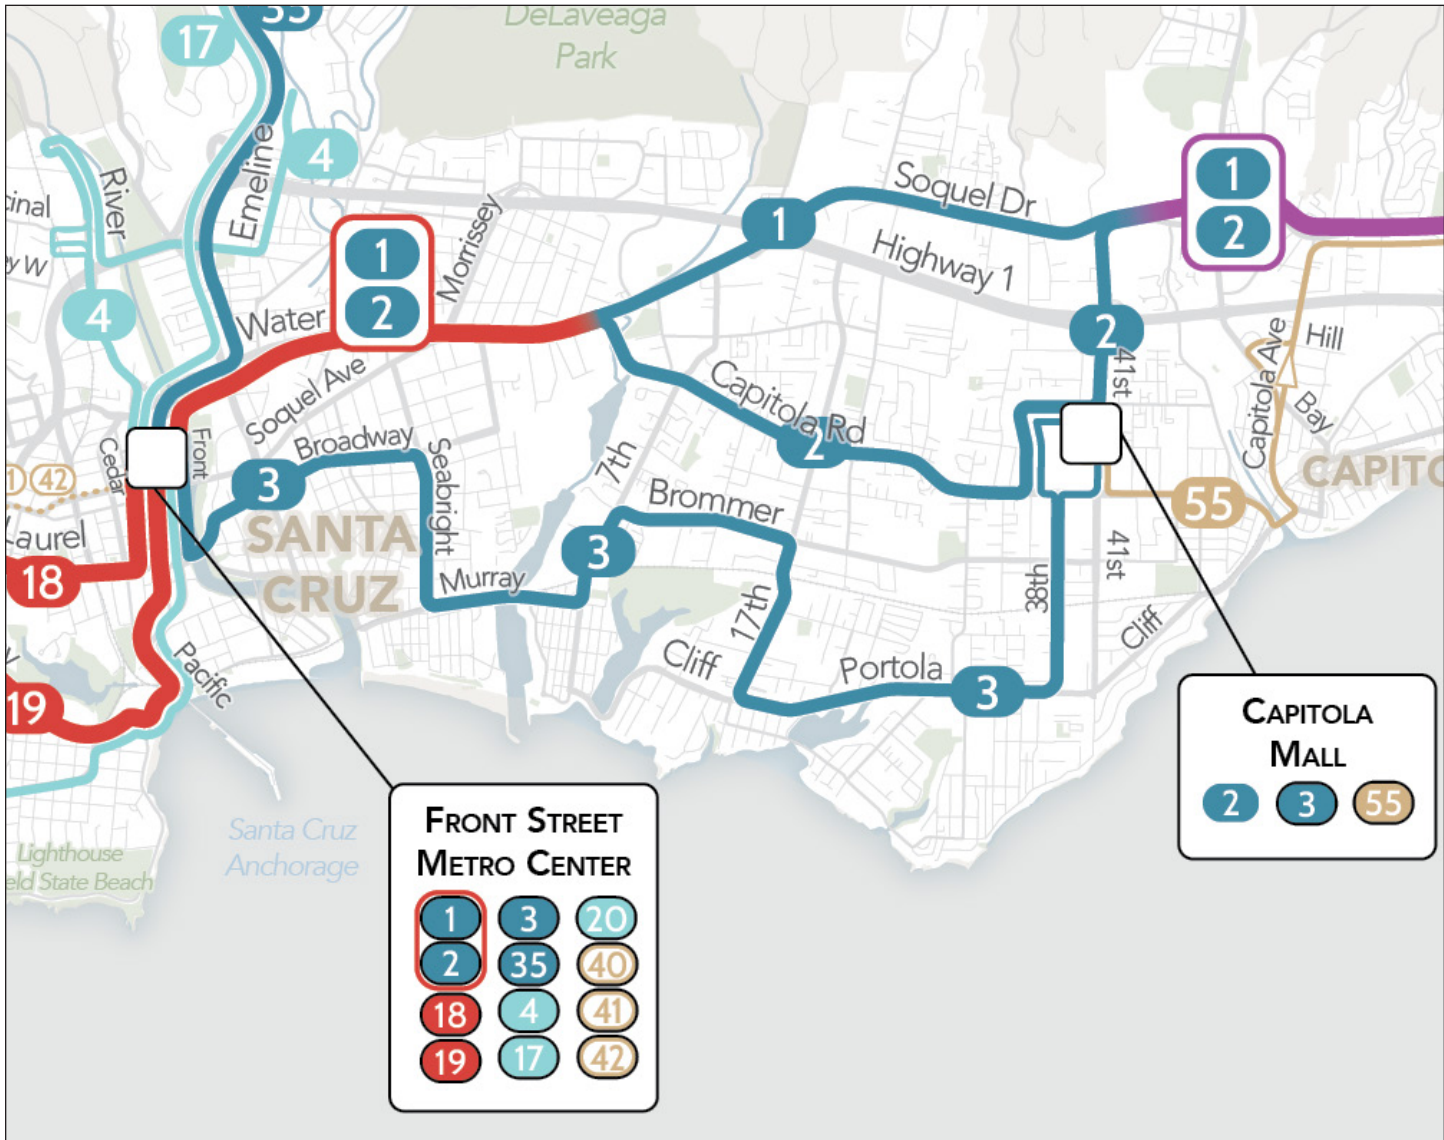 35
DeLaveaga
Park
17
4
River
Emeline
cinal
ey W
4
1
2
Morrissey
Water
Soquel Ave
1
Soquel Dr
Highway 1
1
2
2
41st
Hill
Capitola Ave
Bay
CAPITO
Capitola Rd
2
Front
Cedar
1
42
Laurel
18
3
Broadway
Seabright
SANTA
CRUZ
7th
Brommer
3
Murray
17th
38th
41st
55
Cliff
Cliff
Portola
3
Pacific
y
19
CAPITOLA
MALL
2 3 55
FRONT STREET
METRO CENTER
1 3 20
2 35 40
18 4 41
19 17 42
Santa Cruz
Anchorage
Lighthouse
eld State Beach